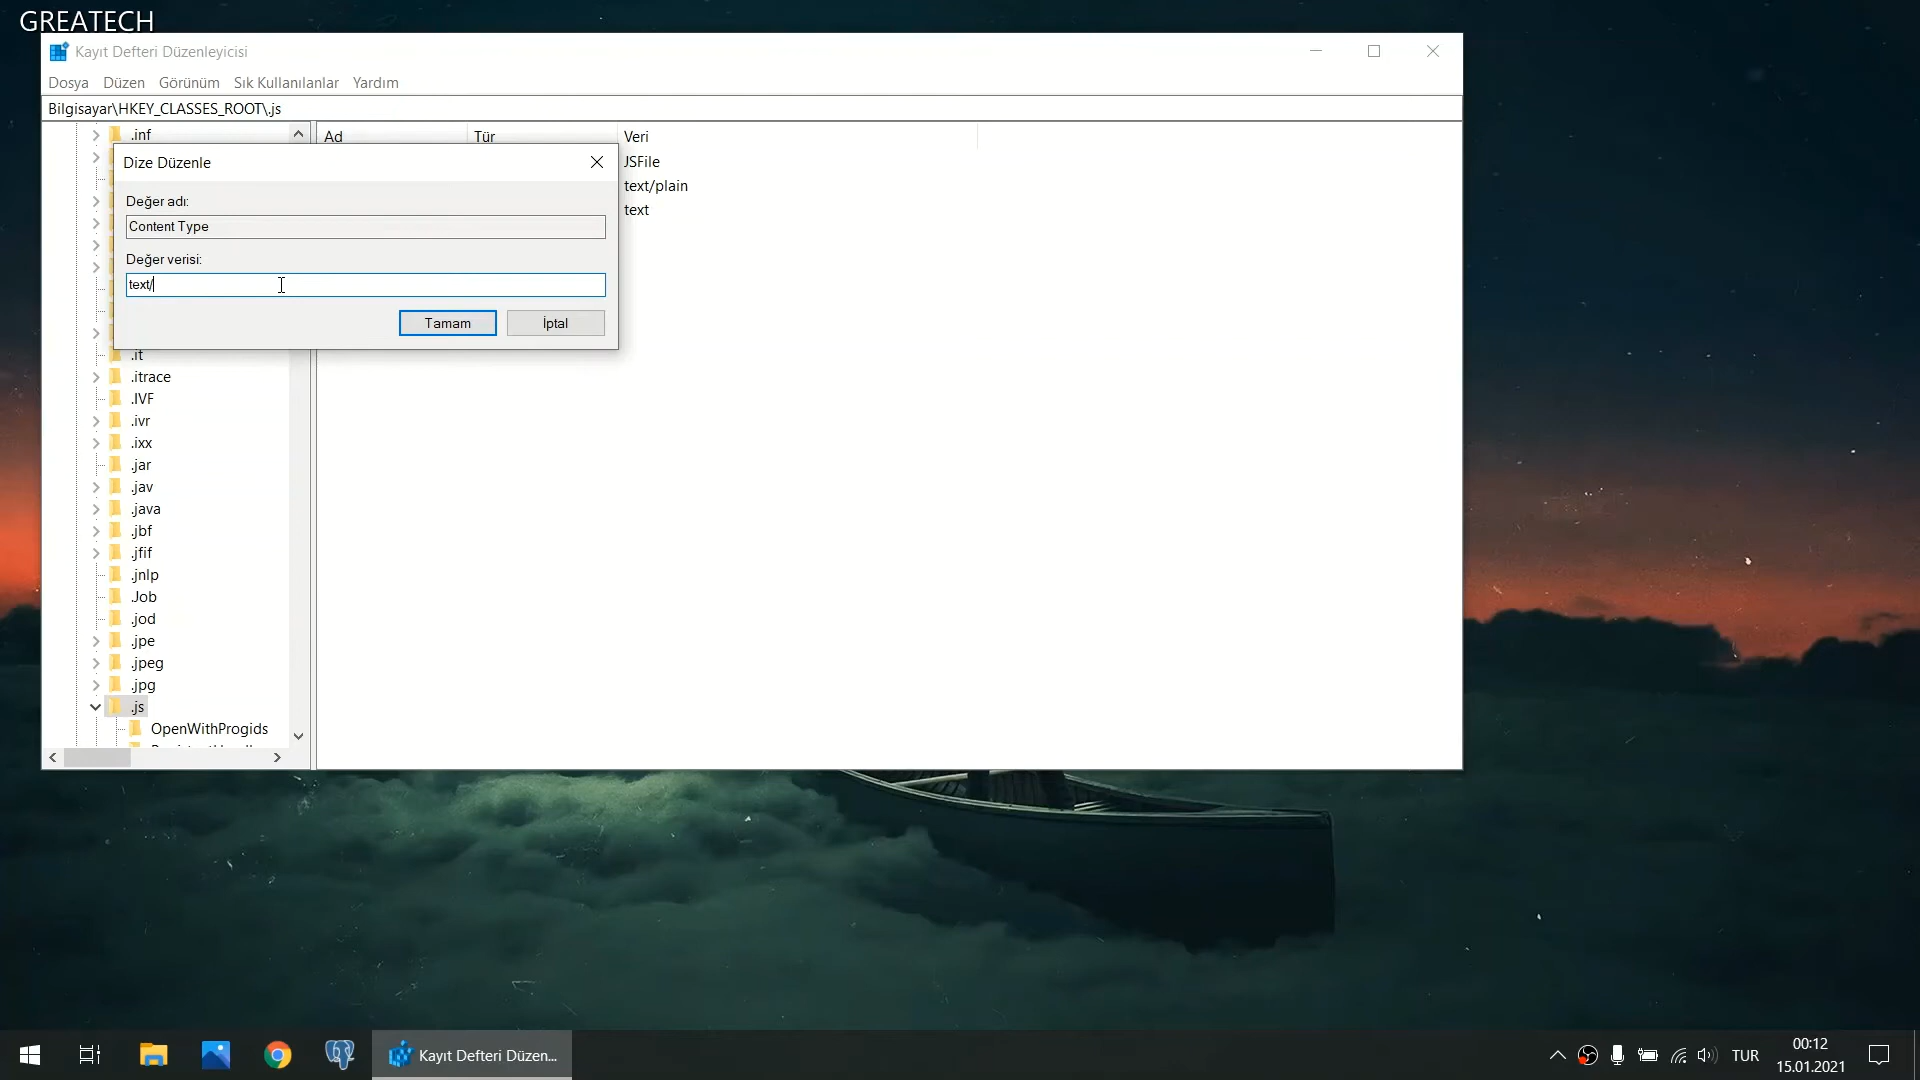 GREATECH
Kayıt Defteri Düzenleyicisi
Dosya Düzen Görünüm Sık Kullanılanlar Yardım
Bilgisayar\HKEY_CLASSES_ROOT\.js
.inf
Ad Tür Veri
Dize Düzenle
JSFile
text/plain
text
Değer adı:
Content Type
Değer verisi:
text/
Tamam İptal
.it
.itrace
.IVF
.ivr
.ixx
.jar
.jav
.java
.jbf
.jfif
.jnlp
.Job
.jod
.jpe
.jpeg
.jpg
.js
OpenWithProgids
Kayıt Defteri Düzen...
TUR
00:12
15.01.2021